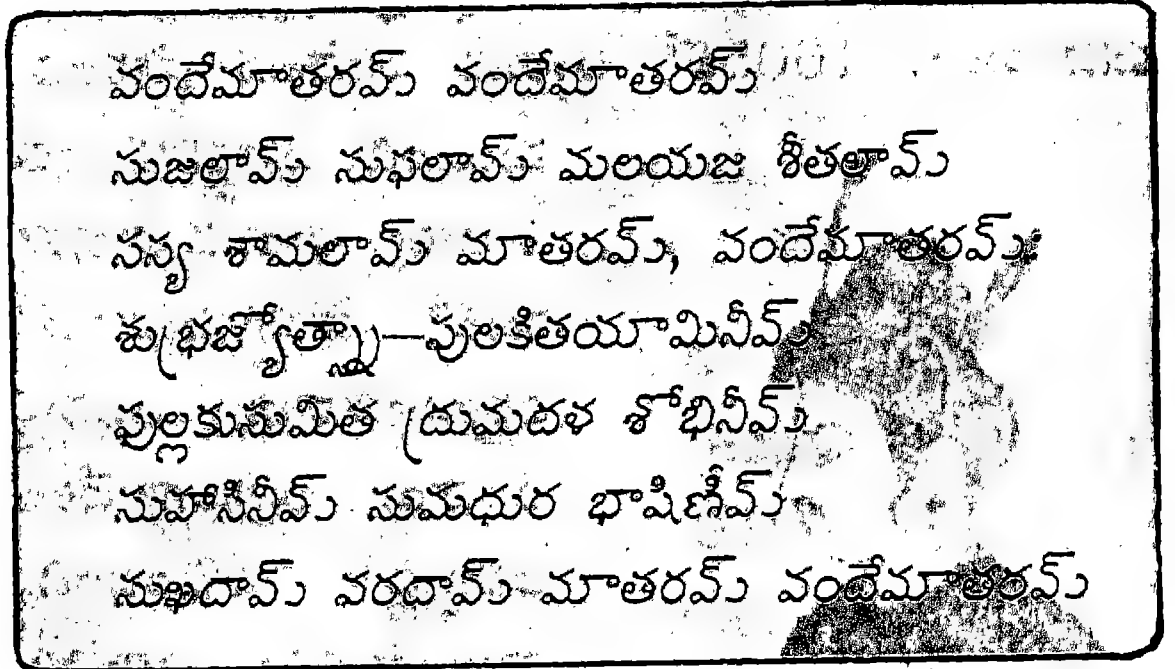 వందేమాతరమ్ వందేమాతరమ్
సుజలామ్ సుఫలామ్ మలయజ శీతలామ్
సస్య శామలామ్ మాతరమ్, వందేమాతరమ్
శుభ్రజ్యోత్స్నా—పులకితయామినీమ్
ఫుల్లకుసుమిత ద్రుమదళ శోభినీమ్
సుహాసినీమ్ సుమధుర భాషిణీమ్
సుఖదామ్ వరదామ్ మాతరమ్ వందేమాతరమ్